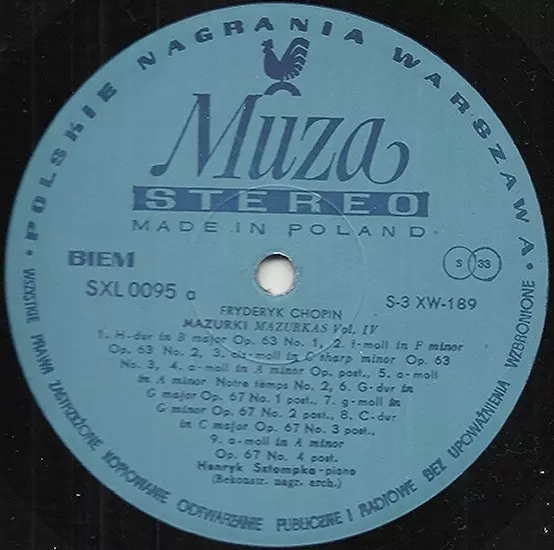 POLSKIE NAGRANIA WARSZAWA
Muza
STEREO
MADE IN POLAND
BIEM
S 33
SXL 0095 a
S-3 XW-189
FRYDERYK CHOPIN
MAZURKI MAZURKAS Vol. IV
1. H-dur in B major Op. 63 No. 1, 2. f-moll in F minor
Op. 63 No. 2, 3. cis-moll in C sharp minor Op. 63
No. 3, 4. a-moll in A minor Op. post., 5. a-moll
in A minor Notre temps No. 2, 6. G-dur in
G major Op. 67 No. 1 post., 7. g-moll in
G minor Op. 67 No. 2 post., 8. C-dur
in C major Op. 67 No. 3 post.,
9. a-moll in A minor
Op. 67 No. 4 post.
Henryk Sztompka-piano
(Rekonstr. nagr. arch.)
WSZYSTKIE PRAWA ZASTRZEŻONE KOPIOWANIE ODTWARZANIE PUBLICZNE I RADIOWE BEZ UPOWAŻNIENIA WZBRONIONE